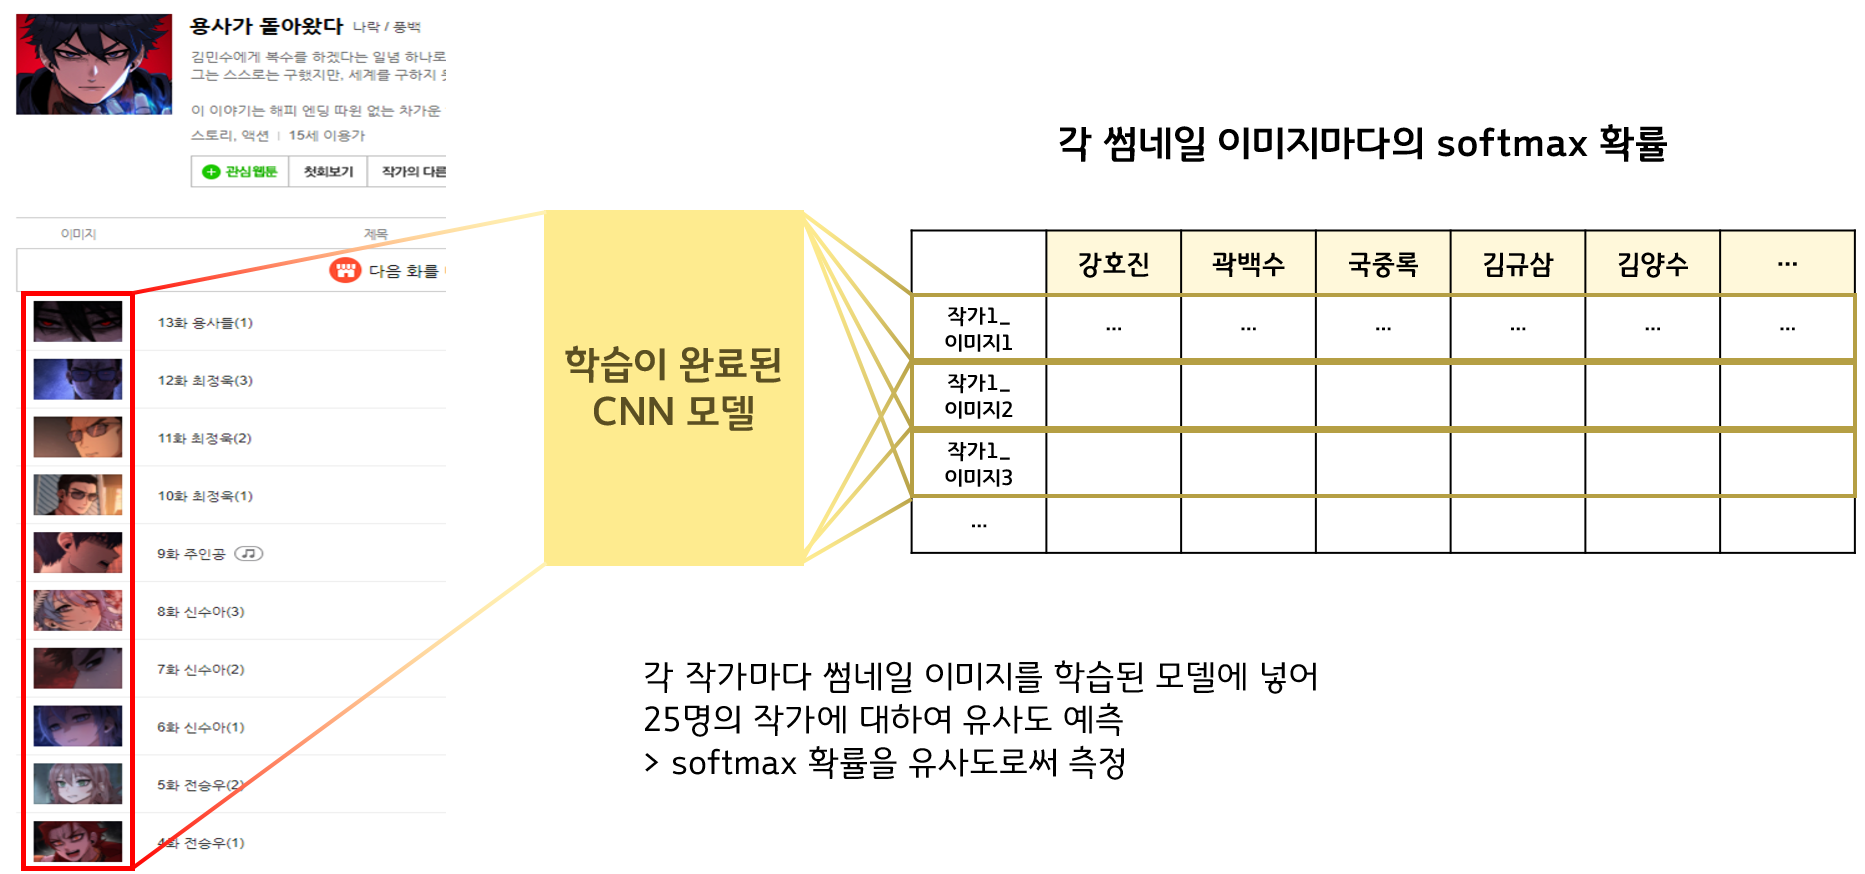 용사가 돌아왔다 나락 / 풍백
김민수에게 복수를 하겠다는 일념 하나로
그는 스스로는 구했지만, 세계를 구하지
이 이야기는 해피 엔딩 따윈 없는 차가운
스토리, 액션 | 15세 이용가
관심웹툰 첫회보기 작가의 다른
이미지 제목
다음 화를
13화 용사들(1)
12화 최정욱(3)
11화 최정욱(2)
10화 최정욱(1)
9화 주인공
8화 신수아(3)
7화 신수아(2)
6화 신수아(1)
5화 전승우(2)
4화 전승우(1)
학습이 완료된
CNN 모델
각 썸네일 이미지마다의 softmax 확률
강호진 곽백수 국중록 김규삼 김양수 ...
작가1_
이미지1 ... ... ... ... ... ...
작가1_
이미지2
작가1_
이미지3
...
각 작가마다 썸네일 이미지를 학습된 모델에 넣어
25명의 작가에 대하여 유사도 예측
> softmax 확률을 유사도로써 측정